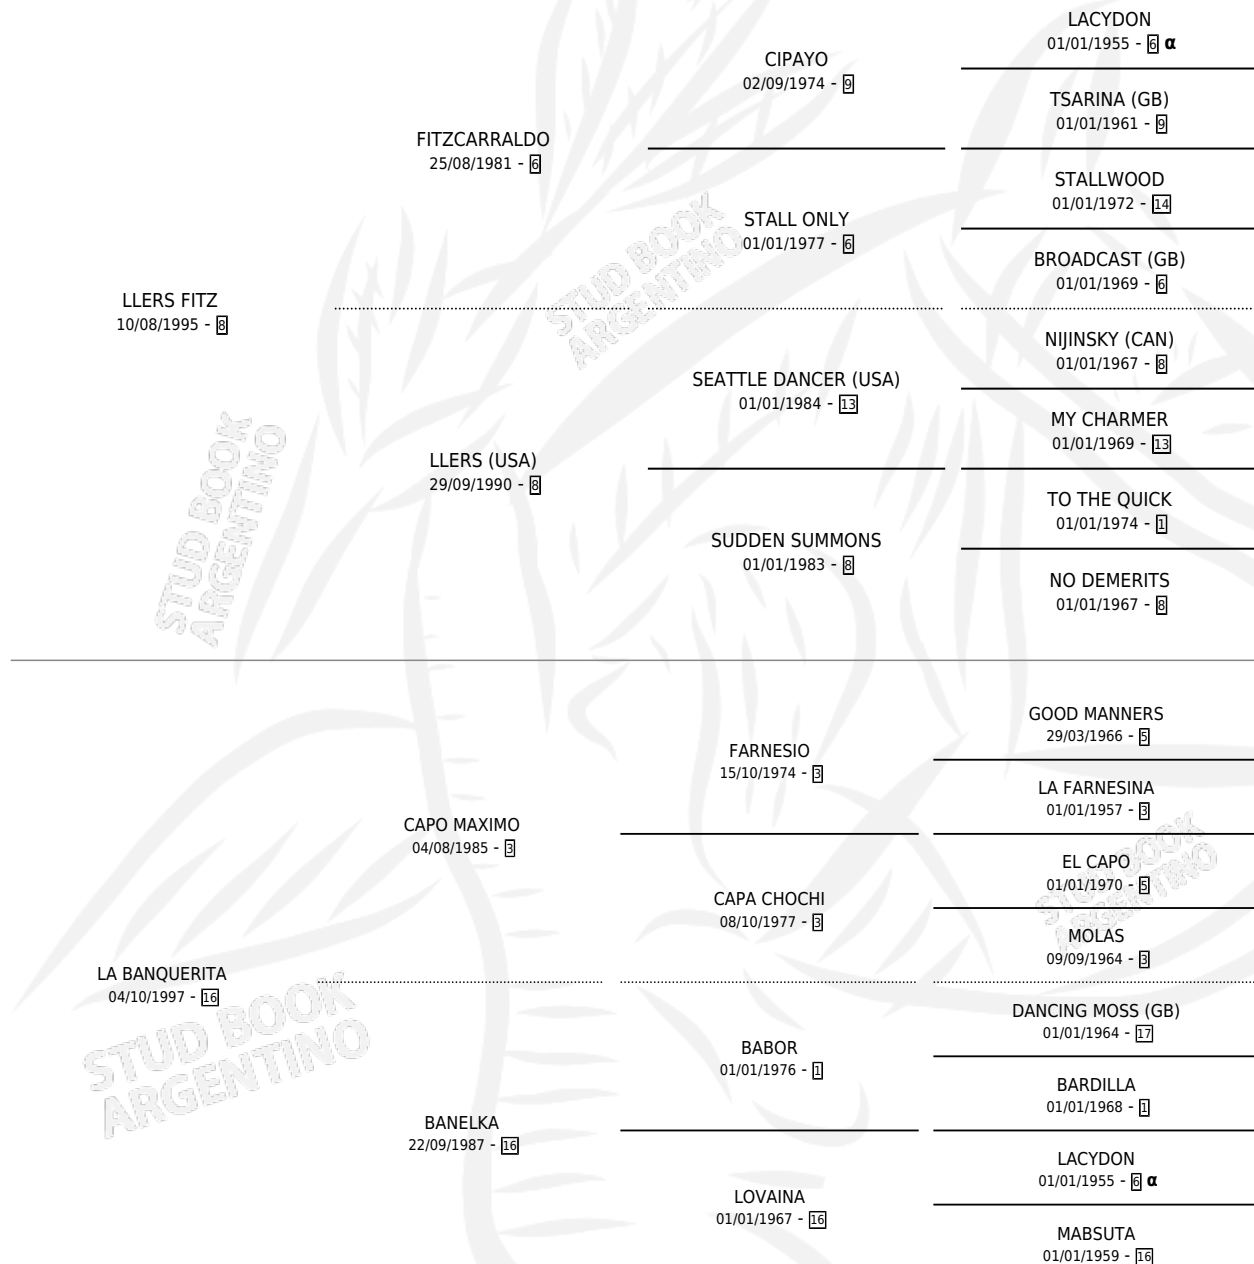 LACYDON
01/01/1955 - 6 α
CIPAYO
02/09/1974 - 9
TSARINA (GB)
01/01/1961 - 9
FITZCARRALDO
25/08/1981 - 6
STALLWOOD
01/01/1972 - 14
STALL ONLY
01/01/1977 - 6
BROADCAST (GB)
01/01/1969 - 6
LLERS FITZ
10/08/1995 - 8
NIJINSKY (CAN)
01/01/1967 - 8
SEATTLE DANCER (USA)
01/01/1984 - 13
MY CHARMER
01/01/1969 - 13
LLERS (USA)
29/09/1990 - 8
TO THE QUICK
01/01/1974 - 1
SUDDEN SUMMONS
01/01/1983 - 8
NO DEMERITS
01/01/1967 - 8
STUD BOOK
ARGENTINO
STUD BOOK
ARGENTINO
GOOD MANNERS
29/03/1966 - 5
FARNESIO
15/10/1974 - 3
LA FARNESINA
01/01/1957 - 3
CAPO MAXIMO
04/08/1985 - 3
EL CAPO
01/01/1970 - 5
CAPA CHOCHI
08/10/1977 - 3
MOLAS
09/09/1964 - 3
LA BANQUERITA
04/10/1997 - 16
DANCING MOSS (GB)
01/01/1964 - 17
BABOR
01/01/1976 - 1
BARDILLA
01/01/1968 - 1
BANELKA
22/09/1987 - 16
LACYDON
01/01/1955 - 6 α
LOVAINA
01/01/1967 - 16
MABSUTA
01/01/1959 - 16
STUD BOOK
ARGENTINO
STUD BOOK
ARGENTINO